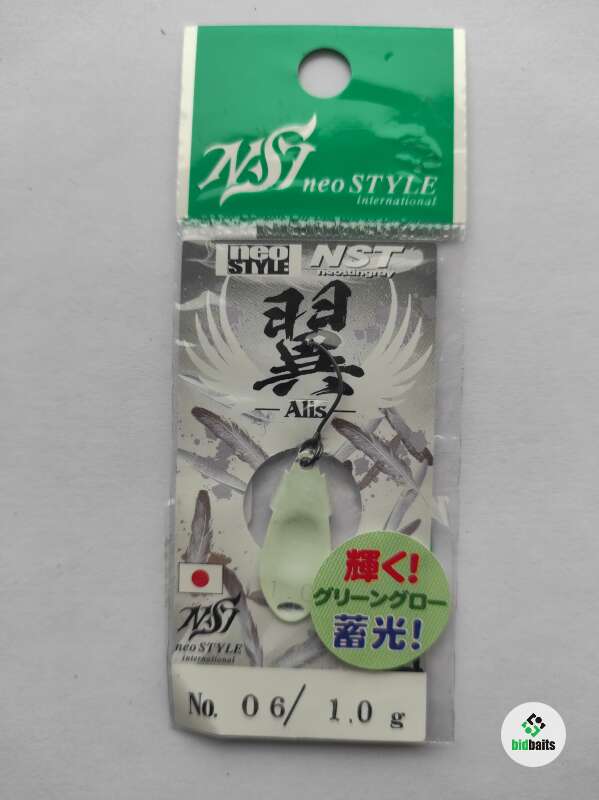 NST neo STYLE
international
neo STYLE NST
neostingray
翼
Alis
輝く!
グリーングロー
蓄光!
NST
neo STYLE
international
No. 06/ 1.0 g
bidbaits